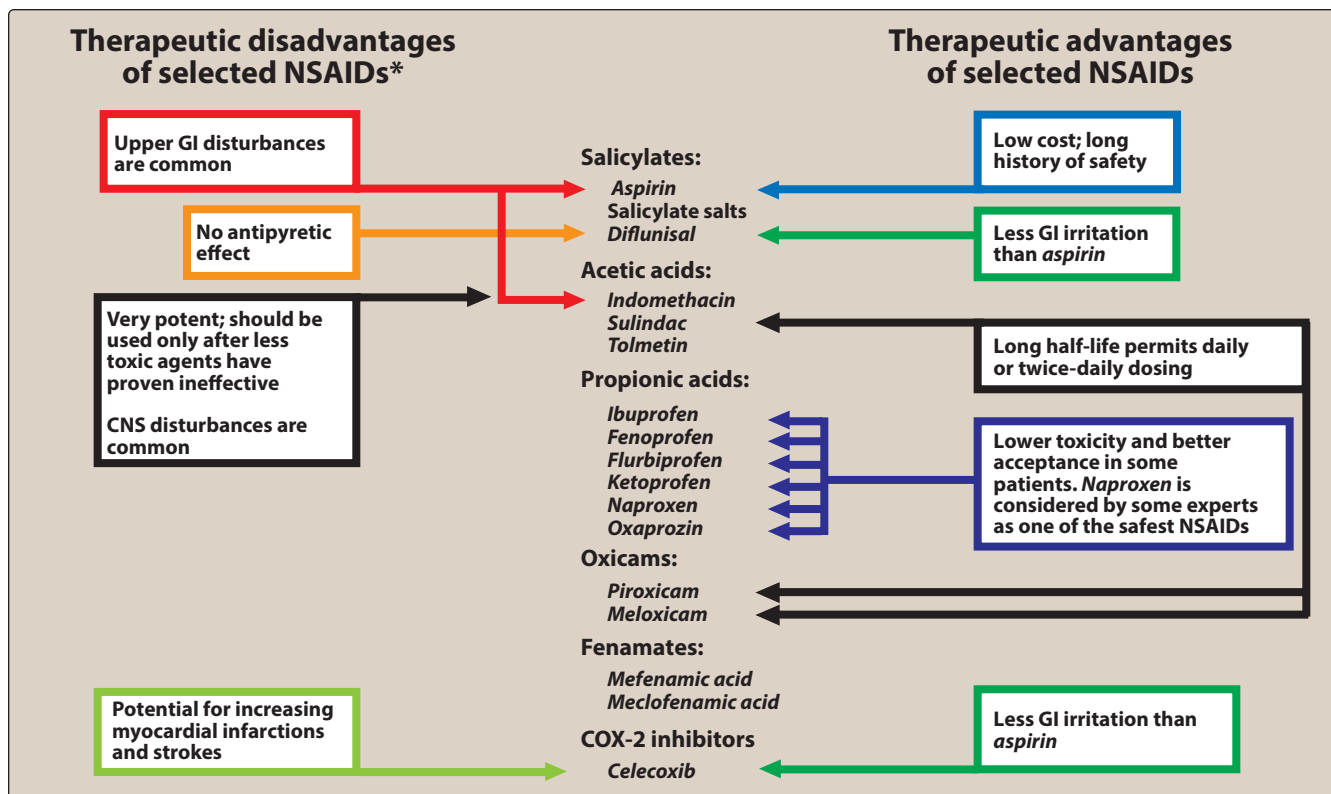 Therapeutic disadvantages
of selected NSAIDs*
Therapeutic advantages
of selected NSAIDs
Upper GI disturbances
are common
No antipyretic
effect
Very potent; should be
used only after less
toxic agents have
proven ineffective
CNS disturbances are
common
Potential for increasing
myocardial infarctions
and strokes
Salicylates:
Aspirin
Salicylate salts
Diflunisal
Acetic acids:
Indomethacin
Sulindac
Tolmetin
Propionic acids:
Ibuprofen
Fenoprofen
Flurbiprofen
Ketoprofen
Naproxen
Oxaprozin
Oxicams:
Piroxicam
Meloxicam
Fenamates:
Mefenamic acid
Meclofenamic acid
COX-2 inhibitors
Celecoxib
Low cost; long
history of safety
Less GI irritation
than aspirin
Long half-life permits daily
or twice-daily dosing
Lower toxicity and better
acceptance in some
patients. Naproxen is
considered by some experts
as one of the safest NSAIDs
Less GI irritation than
aspirin